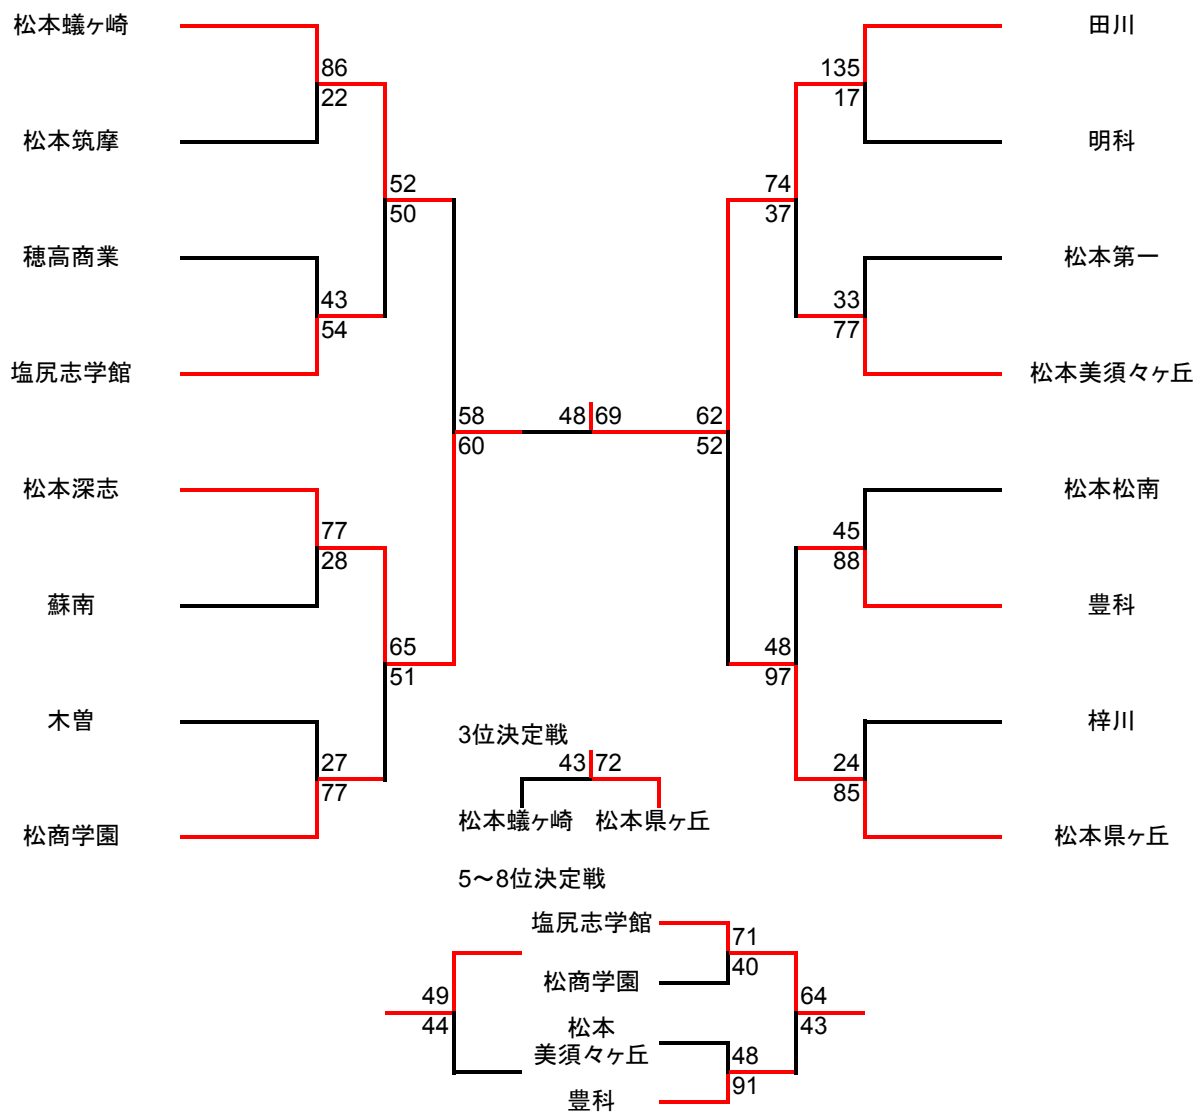 松本蟻ヶ崎
田川
86
135
22
17
松本筑摩
明科
52
74
50
37
穂高商業
松本第一
43
33
54
77
塩尻志学館
松本美須々ヶ丘
58
48
69
62
60
52
松本深志
松本松南
77
45
28
88
蘇南
豊科
65
48
51
97
木曽
梓川
3位決定戦
27
43
72
24
77
85
松本蟻ヶ崎
松本県ヶ丘
松商学園
松本県ヶ丘
5～8位決定戦
塩尻志学館
71
40
松商学園
49
64
44
43
松本
美須々ヶ丘
48
91
豊科